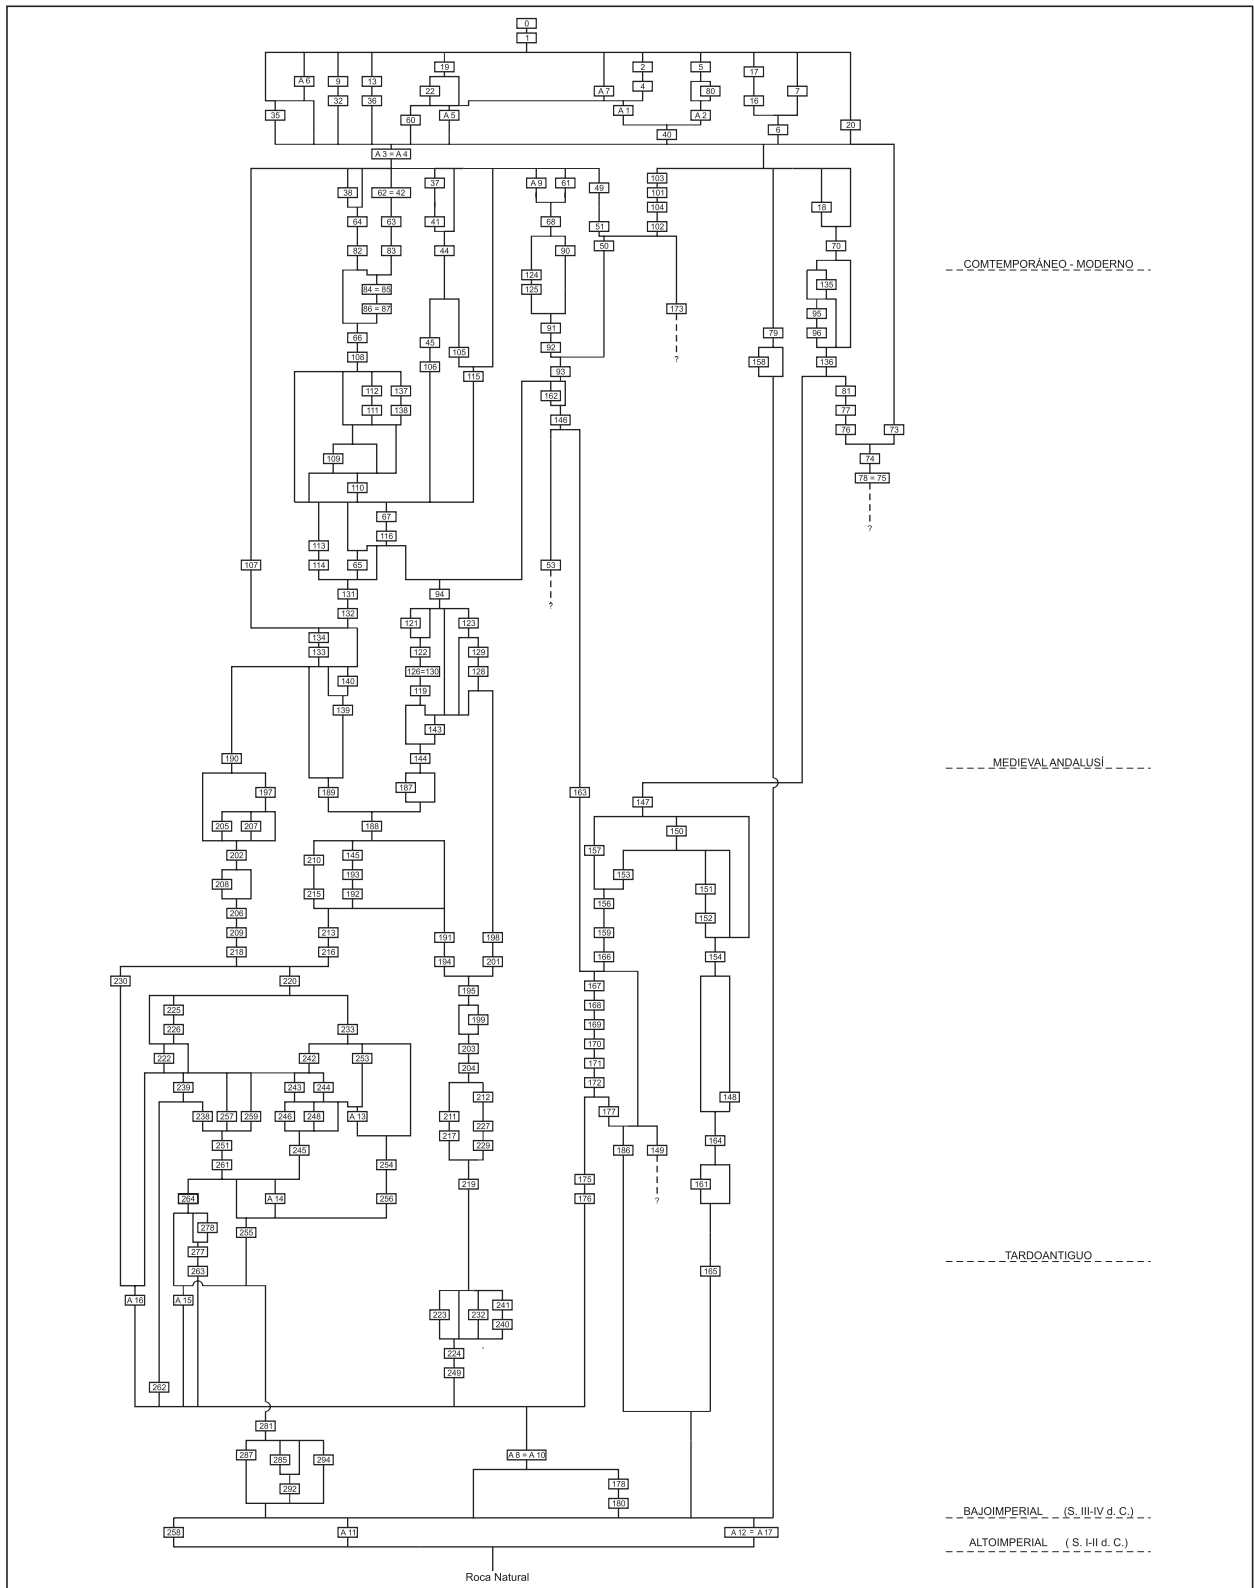 0
1
19 2 5
17
A 6 9 13 22 A 7 4 80 7
32 36 16
35 60 A 5 A 1 A 2
20
40 6
A 3 = A 4
103
38 62 = 42 37 A 9 61 49 101
104 18
64 63 41 68 51 102
82 83 44 90 50 70
COMTEMPORÁNEO - MODERNO
124
84 = 85 125 135
86 = 87 173 95
91
66 45 92 79 96
108 105 ? 158 136
106 93
115
112 137 162 81
111 138 77
146 76 73
109 74
110 78 = 75
67
116 ?
113
107 114 65 53
131 94
132 ?
121 123
134
133 122 129
126=130 128
140 119
139
143
190 144
MEDIEVAL ANDALUSÍ
197 189 187 163 147
205 207 188 150
202 210 145 157
208 193 153 151
215 192
206 156 152
209 213 191 198 159
218 216 194 201 166 154
230 220
195 167
225 168
226 233 199 169
203 170
222 242 253 204 171
239 243 244 172
212 148
238 257 259 246 248 A 13 211 177
227
251 245 217 229 186 149 164
261 254
264 A 14 256 219 175 161
176 ?
278 255
277
TARDOANTIGUO
263 165
A 16 A 15 241
223 232 240
224
249
262
281
287 285 294 A 8 = A 10
292 178
180
BAJOIMPERIAL (S. III-IV d. C.)
258 A 11 A 12 = A 17
ALTOIMPERIAL ( S. I-II d. C.)
Roca Natural